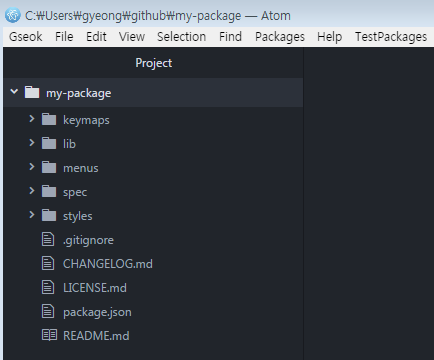 C:₩Users₩gyeong₩github₩my-package — Atom
Gseok File Edit View Selection Find Packages Help TestPackages
Project
my-package
keymaps
lib
menus
spec
styles
.gitignore
CHANGELOG.md
LICENSE.md
package.json
README.md